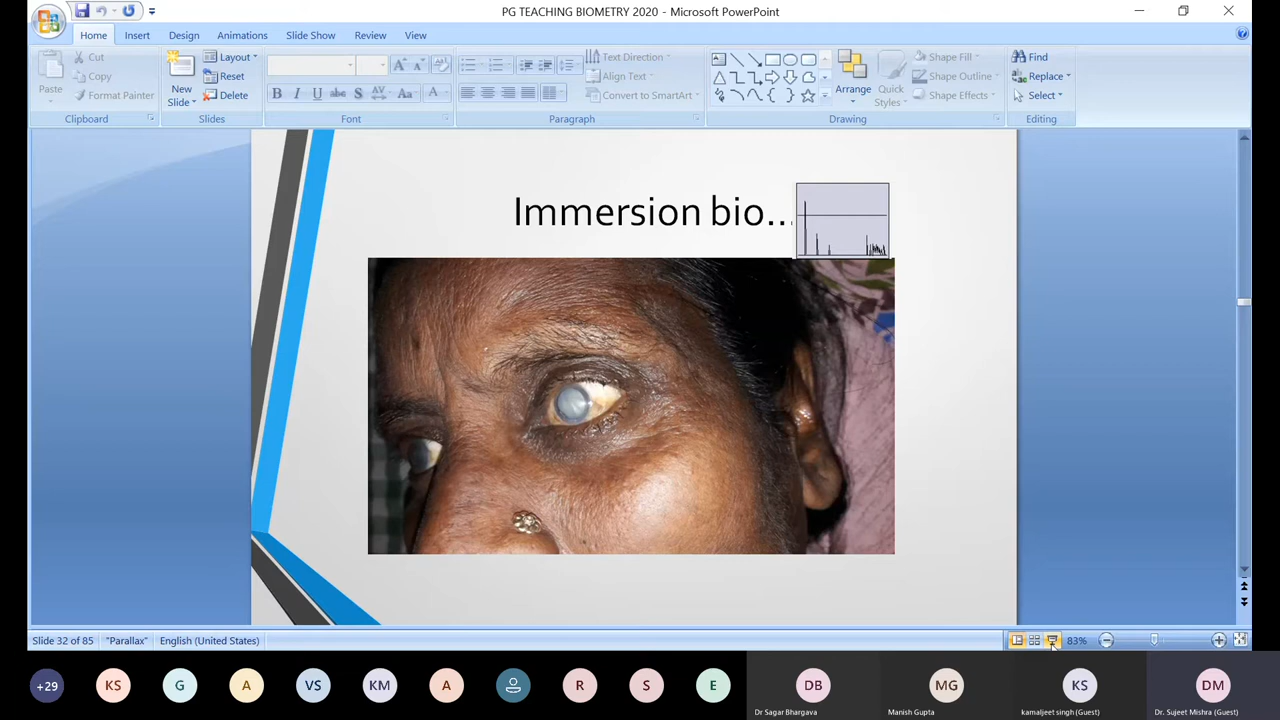 PG TEACHING BIOMETRY 2020 - Microsoft PowerPoint
Home Insert Design Animations Slide Show Review View
Cut
Copy
Format Painter
Paste
Clipboard
New
Slide
Layout
Reset
Delete
Slides
B I U abc S AV Aa A
Font
Text Direction
Align Text
Convert to SmartArt
Paragraph
Arrange
Quick
Styles
Shape Fill
Shape Outline
Shape Effects
Drawing
Find
Replace
Select
Editing
Immersion bio...
Slide 32 of 85 "Parallax" English (United States) 83%
+29 KS G A VS KM A R S E DB MG KS DM
Dr Sagar Bhargava Manish Gupta kamaljeet singh (Guest) Dr. Sujeet Mishra (Guest)